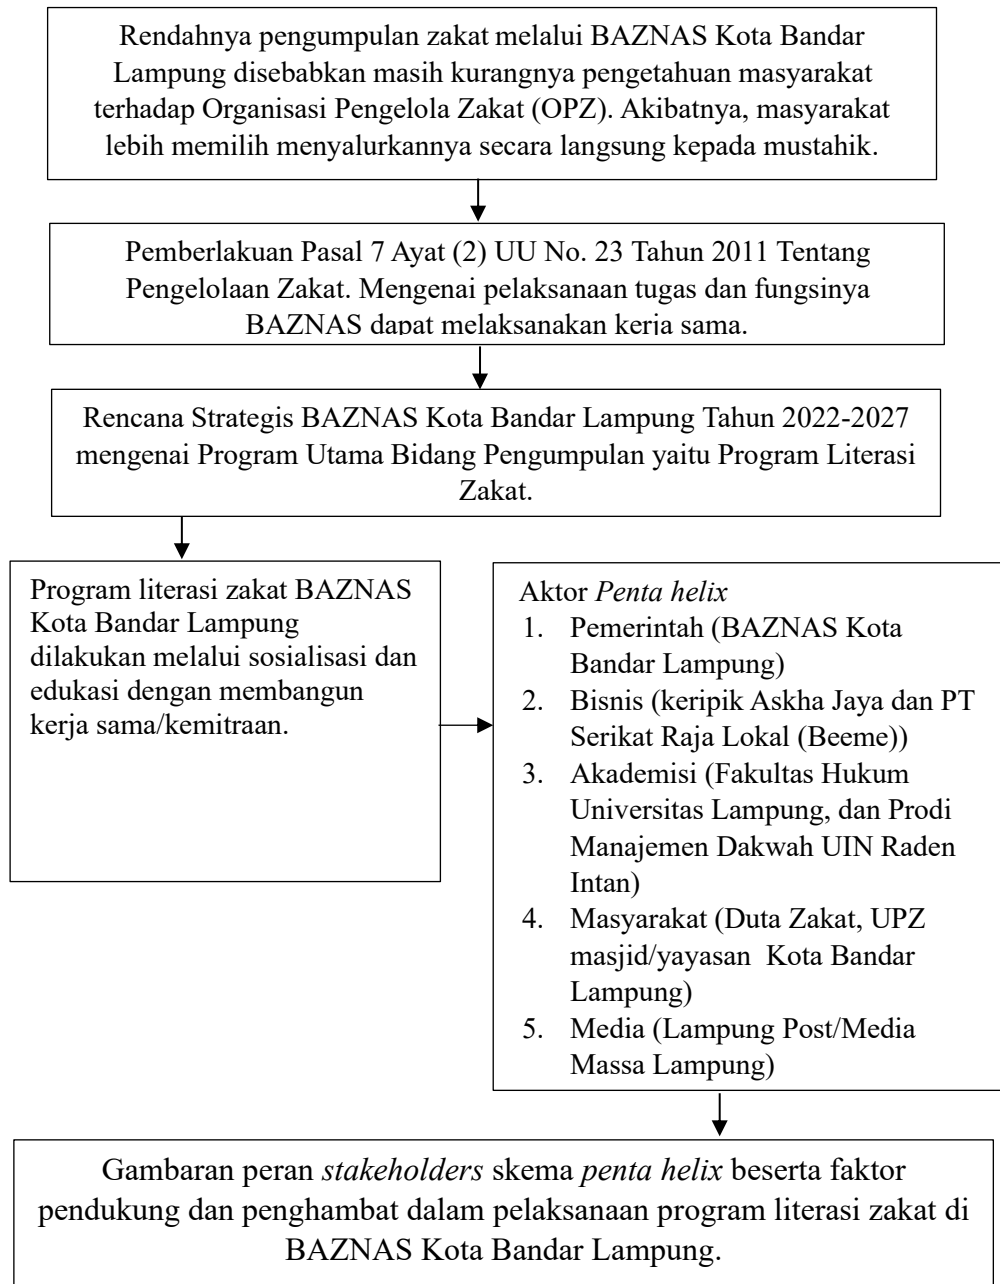 Rendahnya pengumpulan zakat melalui BAZNAS Kota Bandar
Lampung disebabkan masih kurangnya pengetahuan masyarakat
terhadap Organisasi Pengelola Zakat (OPZ). Akibatnya, masyarakat
lebih memilih menyalurkannya secara langsung kepada mustahik.
Pemberlakuan Pasal 7 Ayat (2) UU No. 23 Tahun 2011 Tentang
Pengelolaan Zakat. Mengenai pelaksanaan tugas dan fungsinya
BAZNAS dapat melaksanakan kerja sama.
Rencana Strategis BAZNAS Kota Bandar Lampung Tahun 2022-2027
mengenai Program Utama Bidang Pengumpulan yaitu Program Literasi
Zakat.
Program literasi zakat BAZNAS
Kota Bandar Lampung
dilakukan melalui sosialisasi dan
edukasi dengan membangun
kerja sama/kemitraan.
Aktor Penta helix
1. Pemerintah (BAZNAS Kota
Bandar Lampung)
2. Bisnis (keripik Askha Jaya dan PT
Serikat Raja Lokal (Beeme))
3. Akademisi (Fakultas Hukum
Universitas Lampung, dan Prodi
Manajemen Dakwah UIN Raden
Intan)
4. Masyarakat (Duta Zakat, UPZ
masjid/yayasan Kota Bandar
Lampung)
5. Media (Lampung Post/Media
Massa Lampung)
Gambaran peran stakeholders skema penta helix beserta faktor
pendukung dan penghambat dalam pelaksanaan program literasi zakat di
BAZNAS Kota Bandar Lampung.